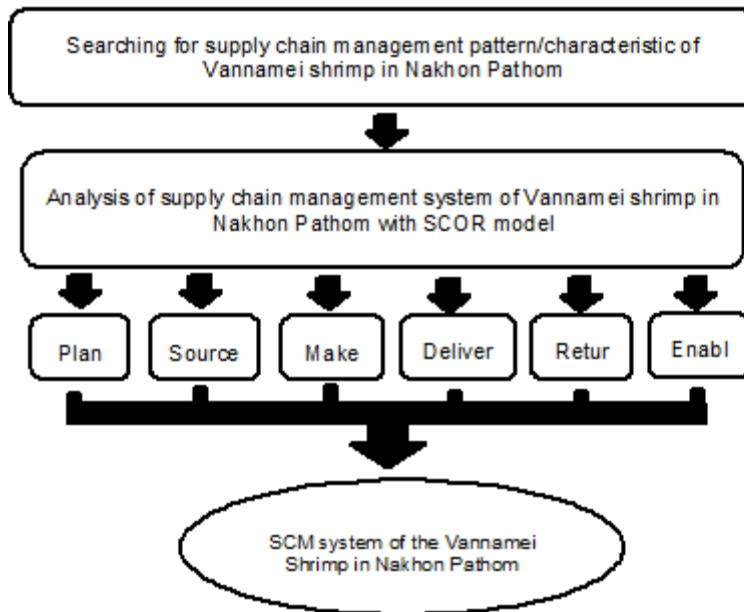 Searching for supply chain management pattern/characteristic of
Vannamei shrimp in Nakhon Pathom
Analysis of supply chain management system of Vannamei shrimp in
Nakhon Pathom with SCOR model
Plan
Source
Make
Deliver
Retur
Enabl
SCM system of the Vannamei
Shrimp in Nakhon Pathom